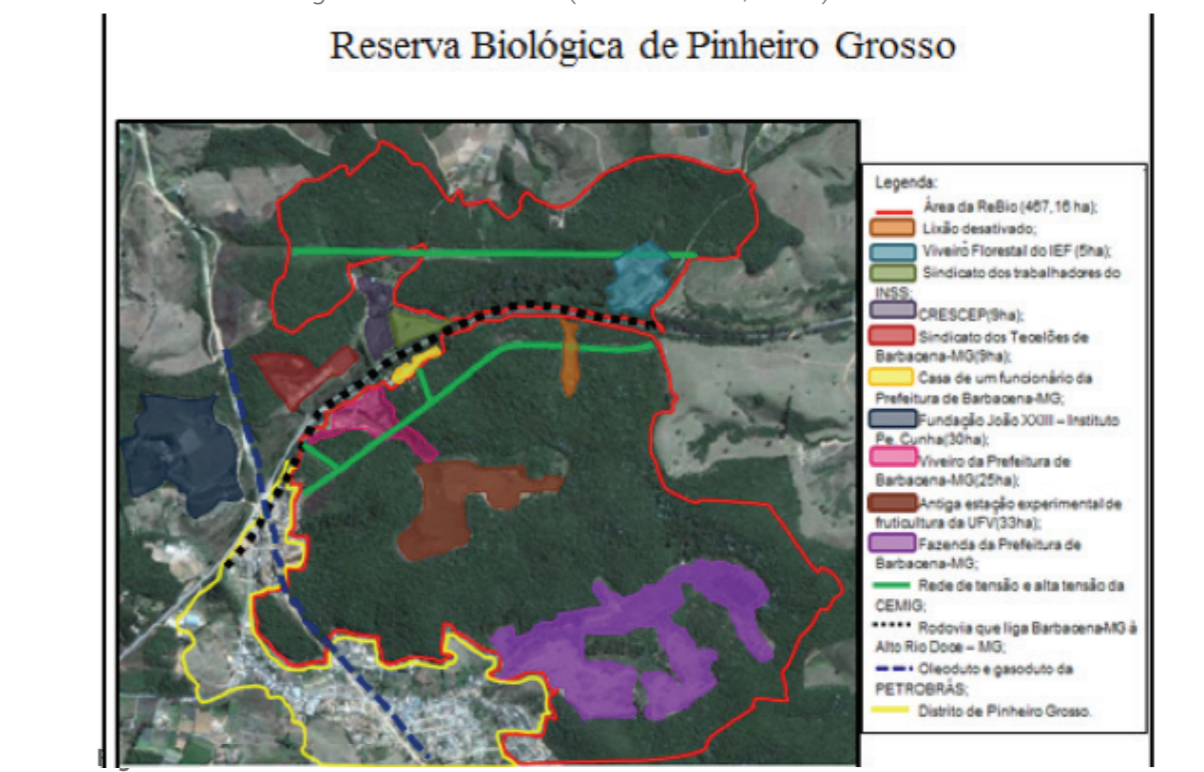 Reserva Biológica de Pinheiro Grosso
Legenda:
Área da ReBio (467,16 ha);
Lixão desativado;
Viveiro Florestal do IEF (5ha);
Sindicato dos trabalhadores do
INSS;
CRESCEP(9ha);
Sindicato dos Tecelões de
Barbacena-MG(9ha);
Casa de um funcionário da
Prefeitura de Barbacena-MG;
Fundação João XXIII – Instituto
Pe. Cunha(30ha);
Viveiro da Prefeitura de
Barbacena-MG(25ha);
Antiga estação experimental de
fruticultura da UFV(33ha);
Fazenda da Prefeitura de
Barbacena-MG;
Rede de tensão e alta tensão da
CEMIG;
Rodovia que liga Barbacena-MG à
Alto Rio Doce – MG;
Oleoduto e gasoduto da
PETROBRÁS;
Distrito de Pinheiro Grosso.